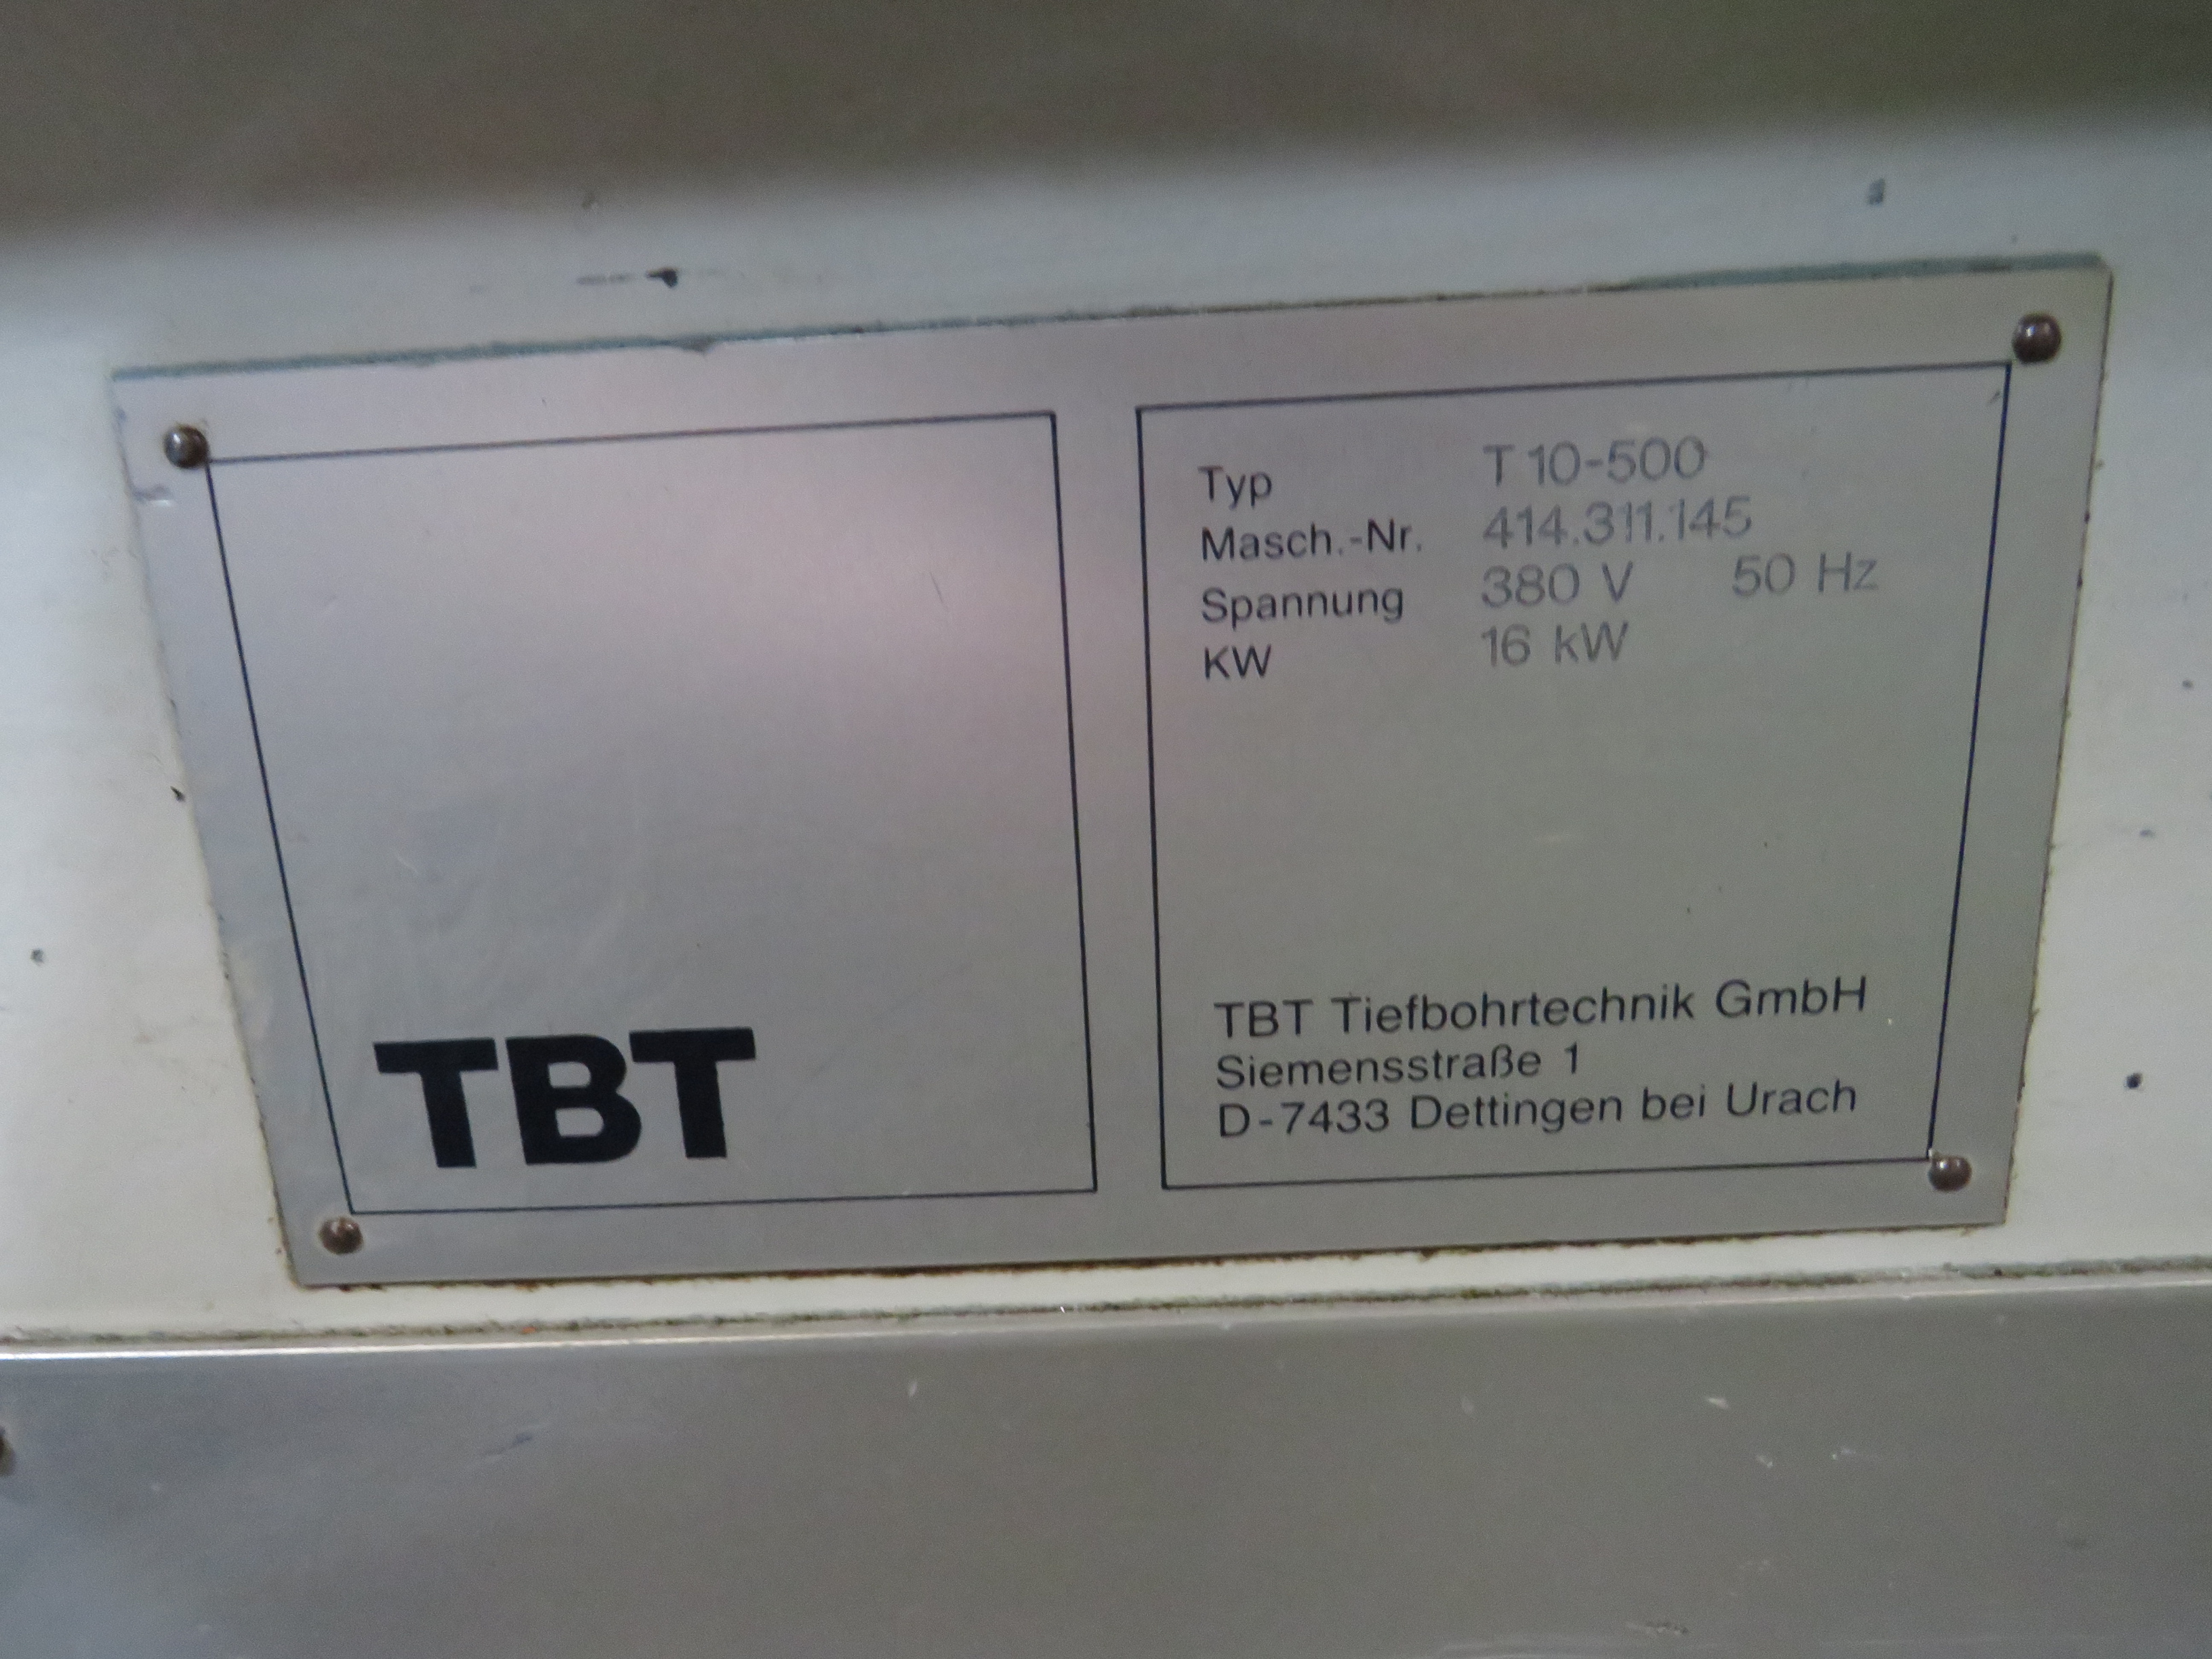 TBT
Typ T 10-500
Masch.-Nr. 414.311.145
Spannung 380 V 50 Hz
KW 16 kW
TBT Tiefbohrtechnik GmbH
Siemensstraße 1
D-7433 Dettingen bei Urach